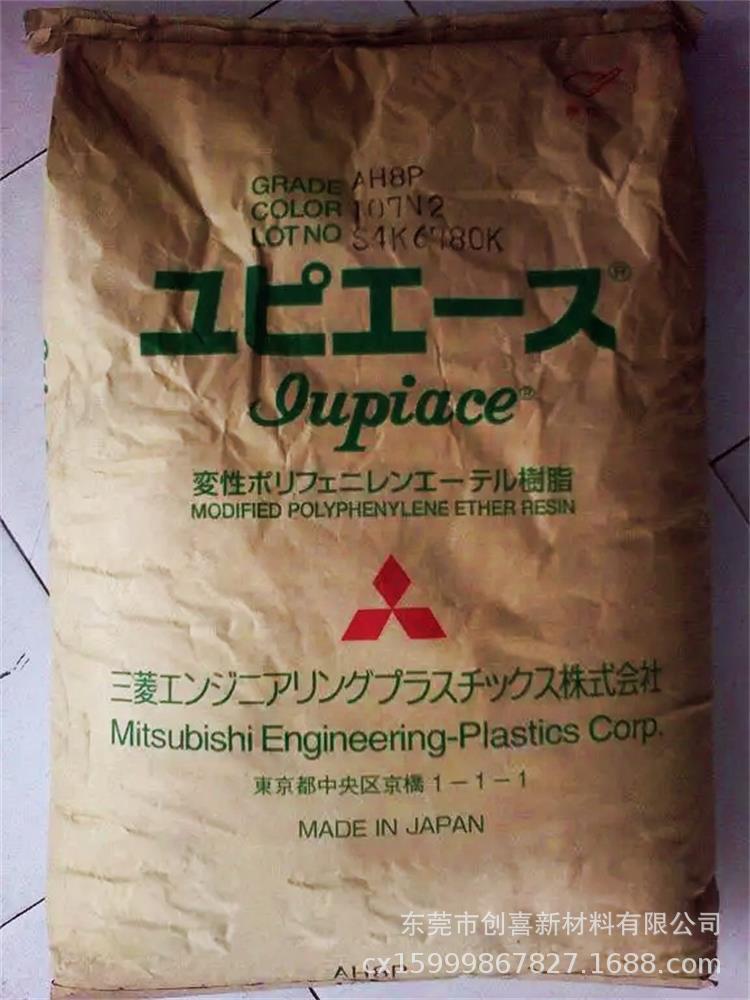 GRADE AH8P
COLOR 107V2
LOT NO S4K6780K
ユピエース®
Iupiace®
変性ポリフェニレンエーテル樹脂
MODIFIED POLYPHENYLENE ETHER RESIN
三菱エンジニアリングプラスチックス株式会社
Mitsubishi Engineering-Plastics Corp.
東京都中央区京橋1-1-1
MADE IN JAPAN
东莞市创喜新材料有限公司
cx15999867827.1688.com
AH8P